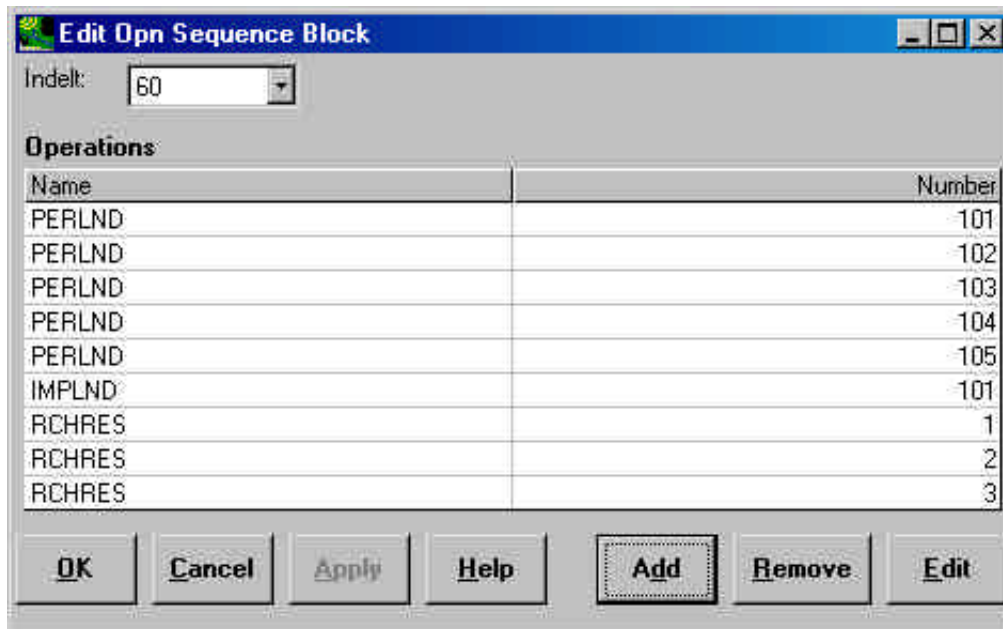 Edit Opn Sequence Block
Indelt: 60
Operations
Name Number
PERLND 101
PERLND 102
PERLND 103
PERLND 104
PERLND 105
IMPLND 101
RCHRES 1
RCHRES 2
RCHRES 3
OK Cancel Apply Help Add Remove Edit